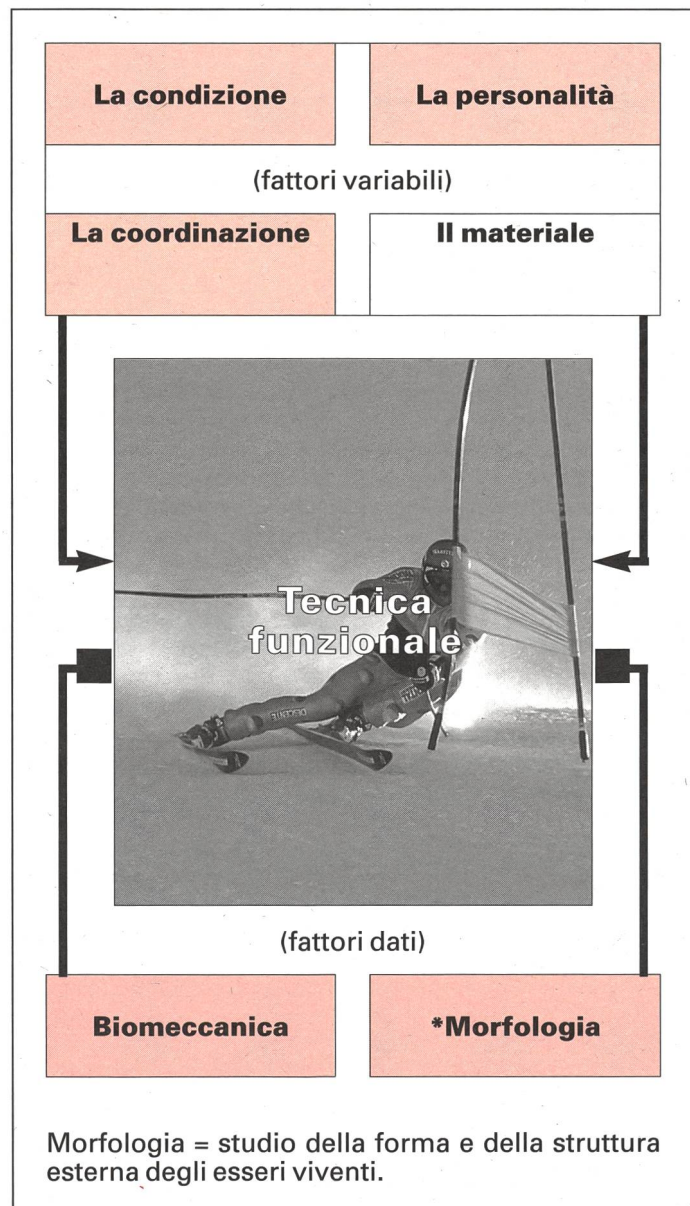 La condizione
La personalità
(fattori variabili)
La coordinazione
Il materiale
Tecnica
funzionale
DESCENTE
(fattori dati)
Biomeccanica
*Morfologia
Morfologia = studio della forma e della struttura
esterna degli esseri viventi.